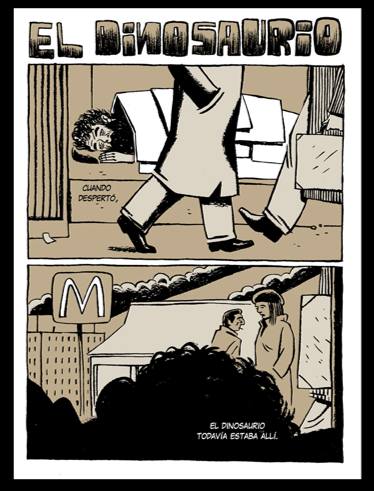 EL DINOSAURIO
CUANDO
DESPERTÓ,
M
EL DINOSAURIO
TODAVÍA ESTABA ALLÍ.